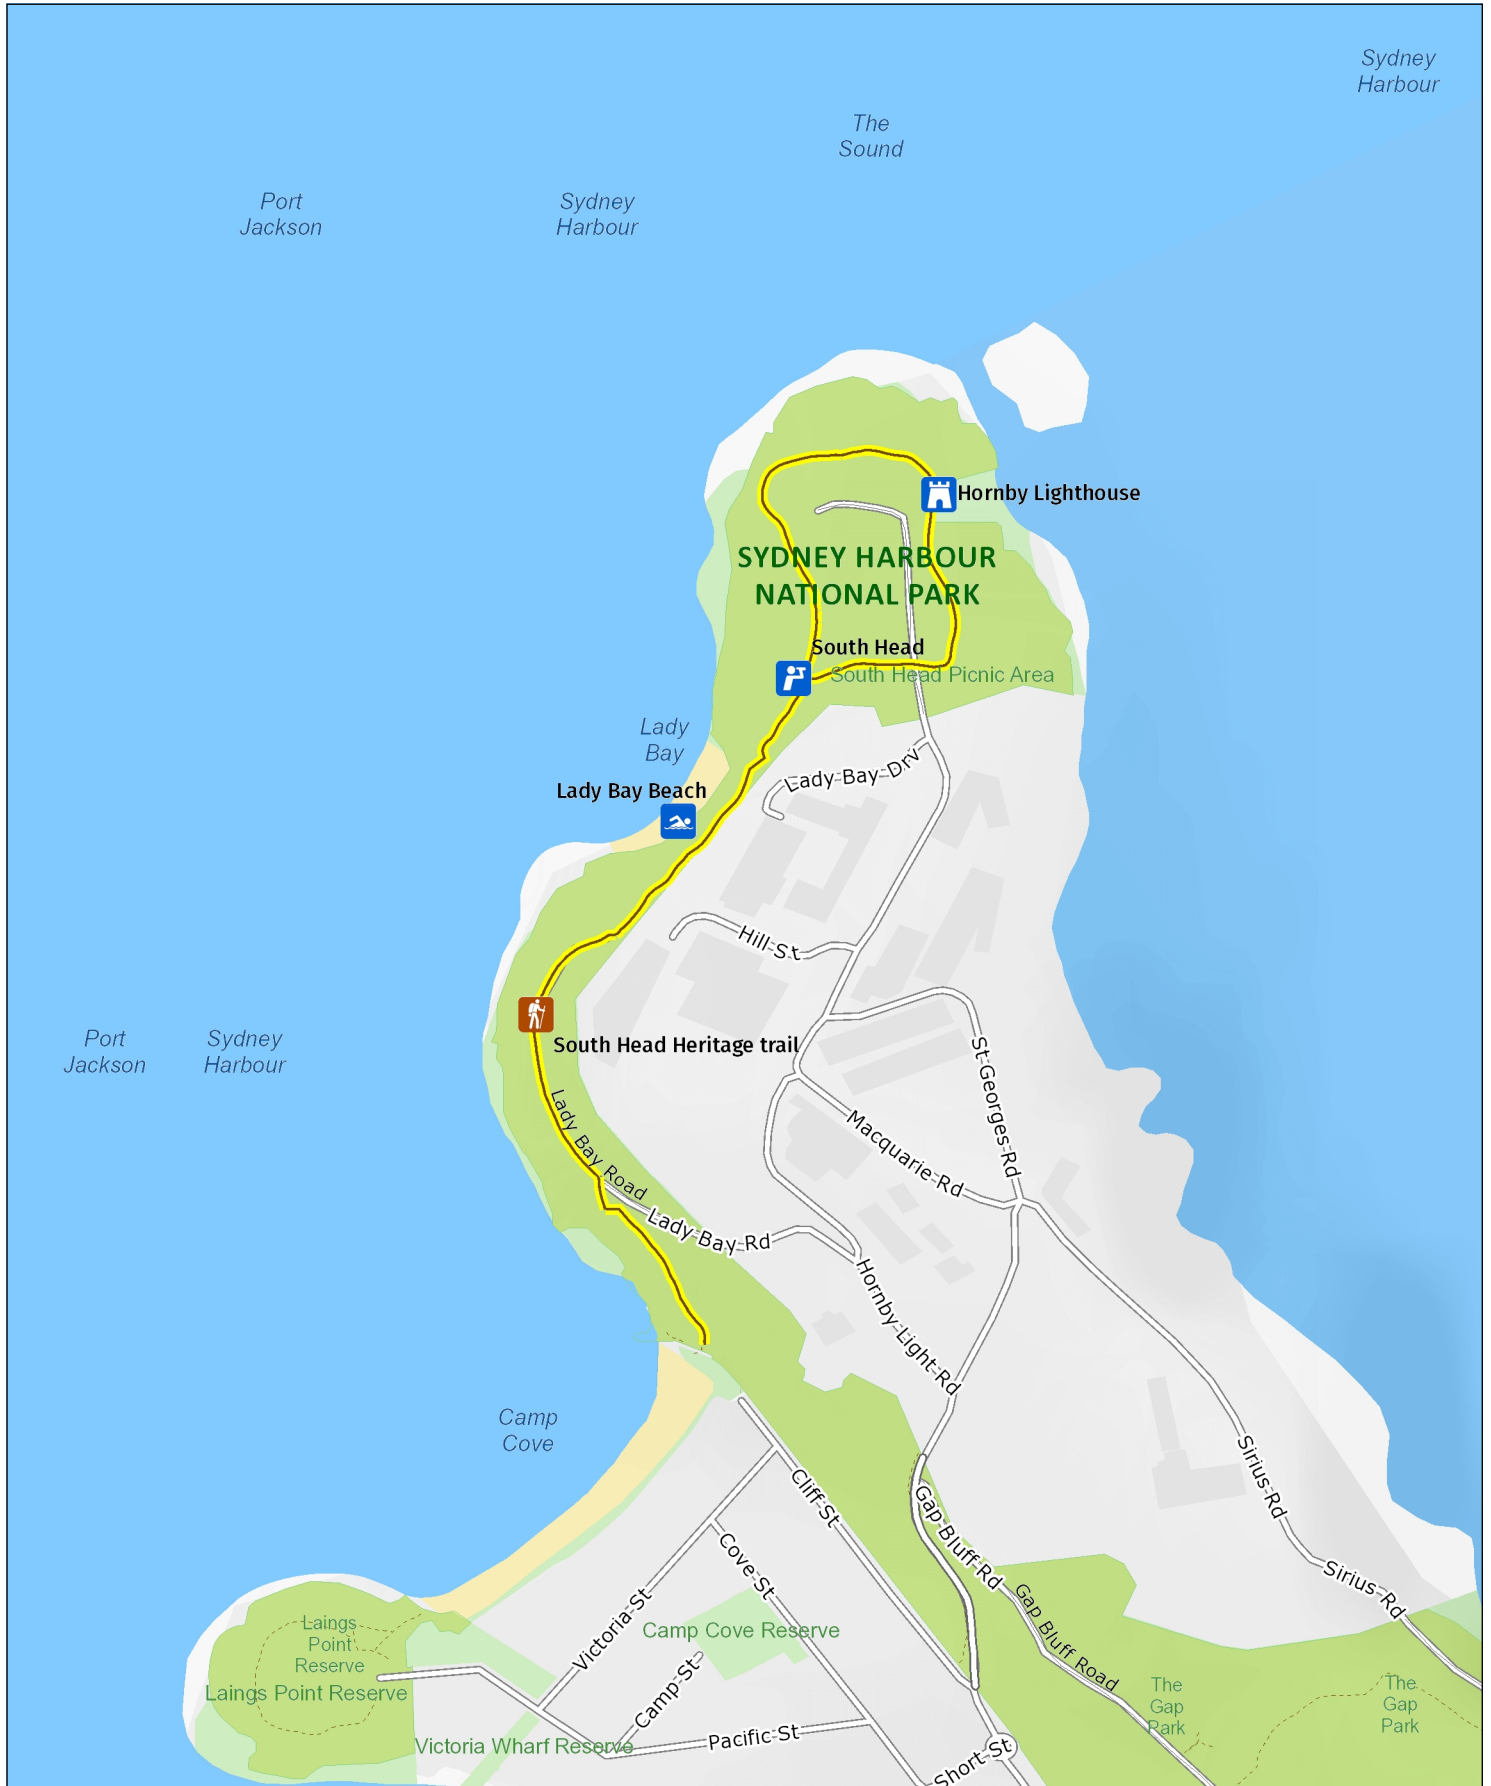 Sydney
Harbour
The
Sound
Port
Jackson
Sydney
Harbour
Hornby Lighthouse
SYDNEY HARBOUR
NATIONAL PARK
South Head
South Head Picnic Area
Lady
Bay
Lady Bay Drv
Lady Bay Beach
Hill St
Port
Jackson
Sydney
Harbour
South Head Heritage trail
St Georges Rd
Lady Bay Road
Macquarie Rd
Lady Bay Rd
Hornby Light Rd
Camp
Cove
Cliff St
Sirius Rd
Gap Bluff Rd
Cove St
Sirius Rd
Victoria St
Gap Bluff Road
Laings
Point
Reserve
Camp Cove Reserve
Laings Point Reserve
Camp St
The
Gap
Park
The
Gap
Park
Victoria Wharf Reserve
Pacific St
Short St